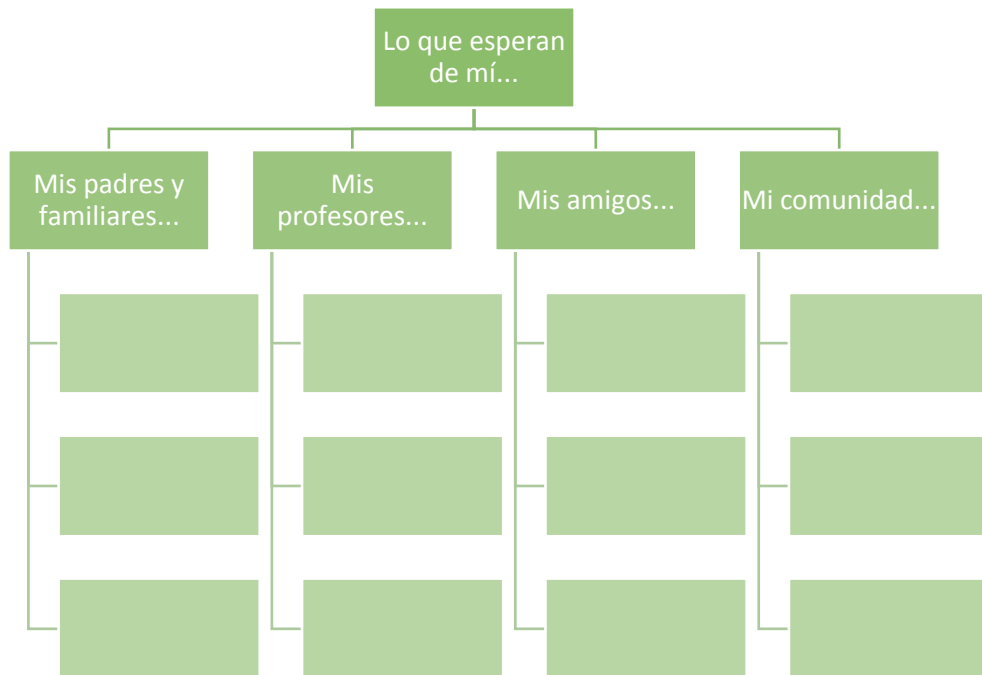 Lo que esperan
de mí...
Mis padres y
familiares...
Mis
profesores...
Mis amigos...
Mi comunidad...